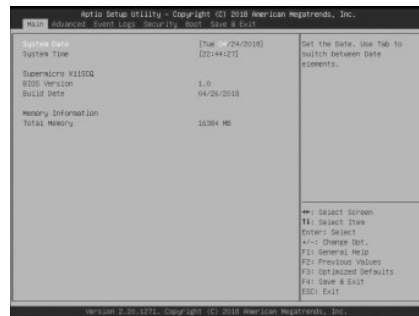 Aptio Setup Utility - Copyright (C) 2018 American Megatrends, Inc.
Main Advanced Event Logs Security Boot Save & Exit
System Date [Tue /24/2018]
System Time [22:44:27]
Supermicro X11SCQ
BIOS Version 1.0
Build Date 04/26/2018
Memory Information
Total Memory 16384 MB
Set the Date. Use Tab to
switch between Date
elements.
: Select Screen
: Select Item
Enter: Select
+/-: Change Opt.
F1: General Help
F2: Previous Values
F3: Optimized Defaults
F4: Save & Exit
ESC: Exit
Version 2.20.1271. Copyright (C) 2018 American Megatrends, Inc.